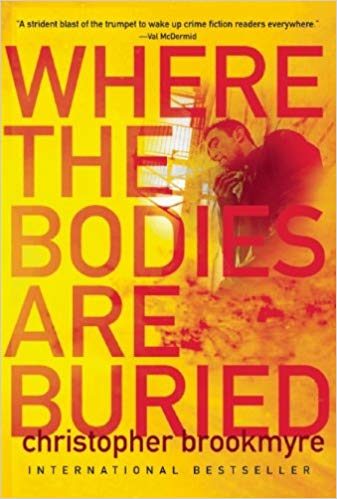 "A strident blast of the trumpet to wake up crime fiction readers everywhere."
—Val McDermid
WHERE
THE
BODIES
ARE
BURIED
christopher brookmyre
INTERNATIONAL BESTSELLER